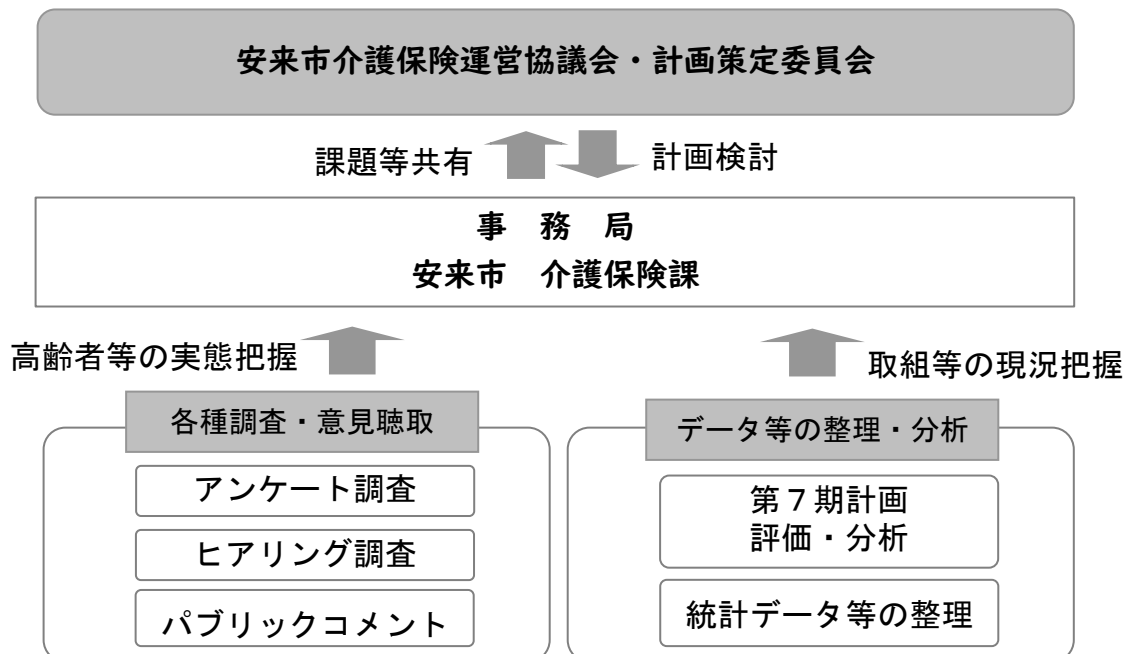 安来市介護保険運営協議会・計画策定委員会
課題等共有
計画検討
事　務　局
安来市　介護保険課
高齢者等の実態把握
取組等の現況把握
各種調査・意見聴取
アンケート調査
ヒアリング調査
パブリックコメント
データ等の整理・分析
第７期計画
評価・分析
統計データ等の整理